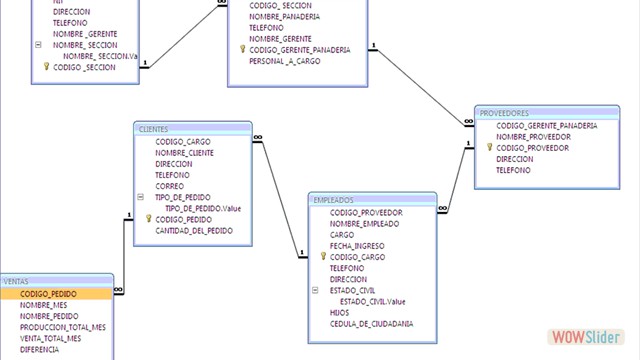 NIT
DIRECCION
TELEFONO
NOMBRE _GERENTE
NOMBRE_ SECCION
NOMBRE_ SECCION.Va
CODIGO _SECCION
1
∞
CODIGO_ SECCION
NOMBRE_PANADERIA
TELEFONO
NOMBRE_GERENTE
CODIGO_GERENTE_PANADERIA
PERSONAL _A_CARGO
1
∞
PROVEEDORES
CODIGO_GERENTE_PANADERIA
NOMBRE_PROVEEDOR
CODIGO_PROVEEDOR
DIRECCION
TELEFONO
1
∞
CLIENTES
CODIGO_CARGO
NOMBRE_CLIENTE
DIRECCION
TELEFONO
CORREO
TIPO_DE_PEDIDO
TIPO_DE_PEDIDO.Value
CODIGO_PEDIDO
CANTIDAD_DEL_PEDIDO
∞
1
1
∞
EMPLEADOS
CODIGO_PROVEEDOR
NOMBRE_EMPLEADO
CARGO
FECHA_INGRESO
CODIGO_CARGO
TELEFONO
DIRECCION
ESTADO_CIVIL
ESTADO_CIVIL.Value
HIJOS
CEDULA_DE_CIUDADANIA
VENTAS
CODIGO_PEDIDO
NOMBRE_MES
NOMBRE_PEDIDO
PRODUCCION_TOTAL_MES
VENTA_TOTAL_MES
DIFERENCIA
WOWSlider